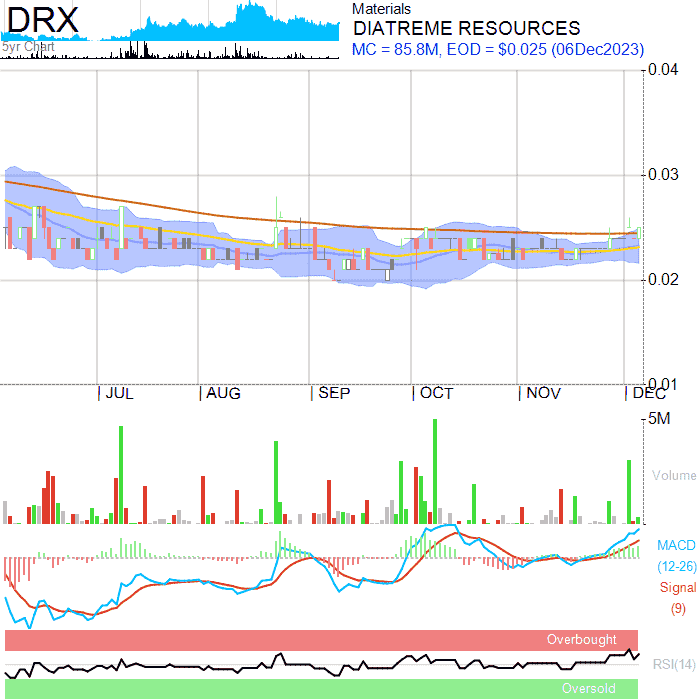 DRX
5yr Chart
Materials
DIATREME RESOURCES
MC = 85.8M, EOD = $0.025 (06Dec2023)
0.04
0.03
0.02
0.01
JUL AUG SEP OCT NOV DEC
5M
Volume
MACD
(12-26)
Signal
(9)
Overbought
RSI(14)
Oversold